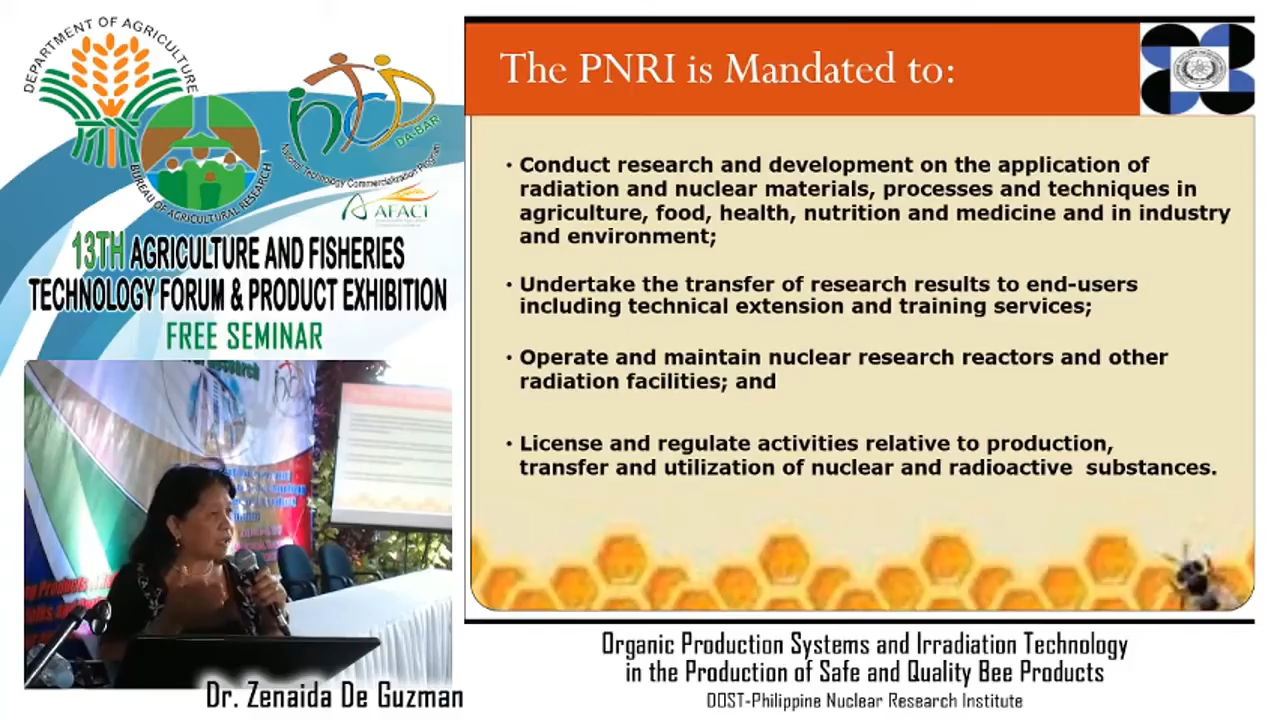 DEPARTMENT OF AGRICULTURE
BUREAU OF AGRICULTURAL RESEARCH
ntcp
DA-BAR
National Technology Commercialization Program
AFACI
13TH AGRICULTURE AND FISHERIES
TECHNOLOGY FORUM & PRODUCT EXHIBITION
FREE SEMINAR
Dr. Zenaida De Guzman
The PNRI is Mandated to:
• Conduct research and development on the application of
radiation and nuclear materials, processes and techniques in
agriculture, food, health, nutrition and medicine and in industry
and environment;
• Undertake the transfer of research results to end-users
including technical extension and training services;
• Operate and maintain nuclear research reactors and other
radiation facilities; and
• License and regulate activities relative to production,
transfer and utilization of nuclear and radioactive substances.
Organic Production Systems and Irradiation Technology
in the Production of Safe and Quality Bee Products
DOST-Philippine Nuclear Research Institute